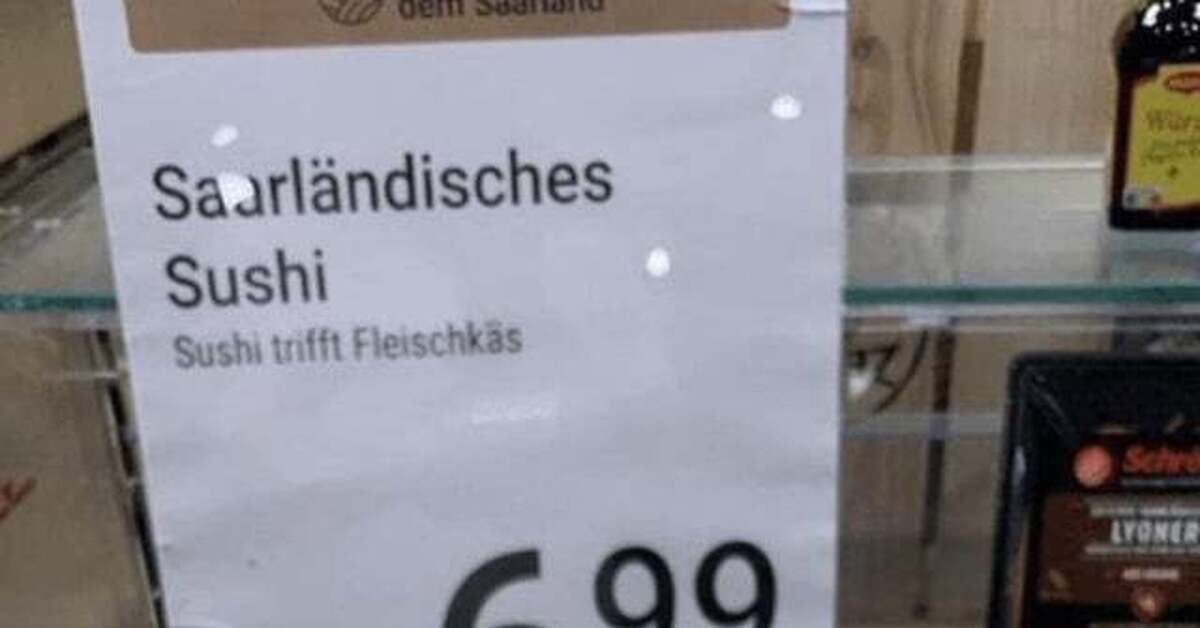 dem Saarland
Saarländisches
Sushi
Sushi trifft Fleischkäs
6.99
LYONER